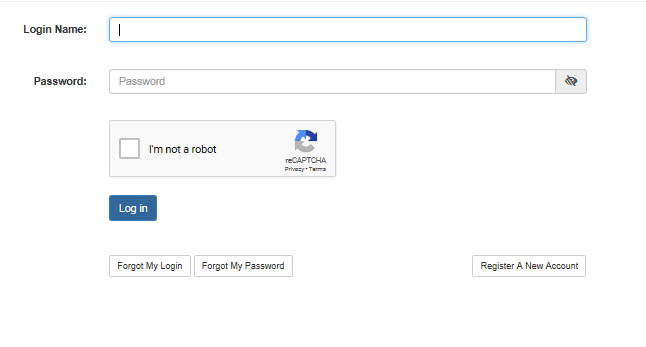 Login Name:
Password: Password
I'm not a robot
reCAPTCHA
Privacy • Terms
Log in
Forgot My Login Forgot My Password Register A New Account